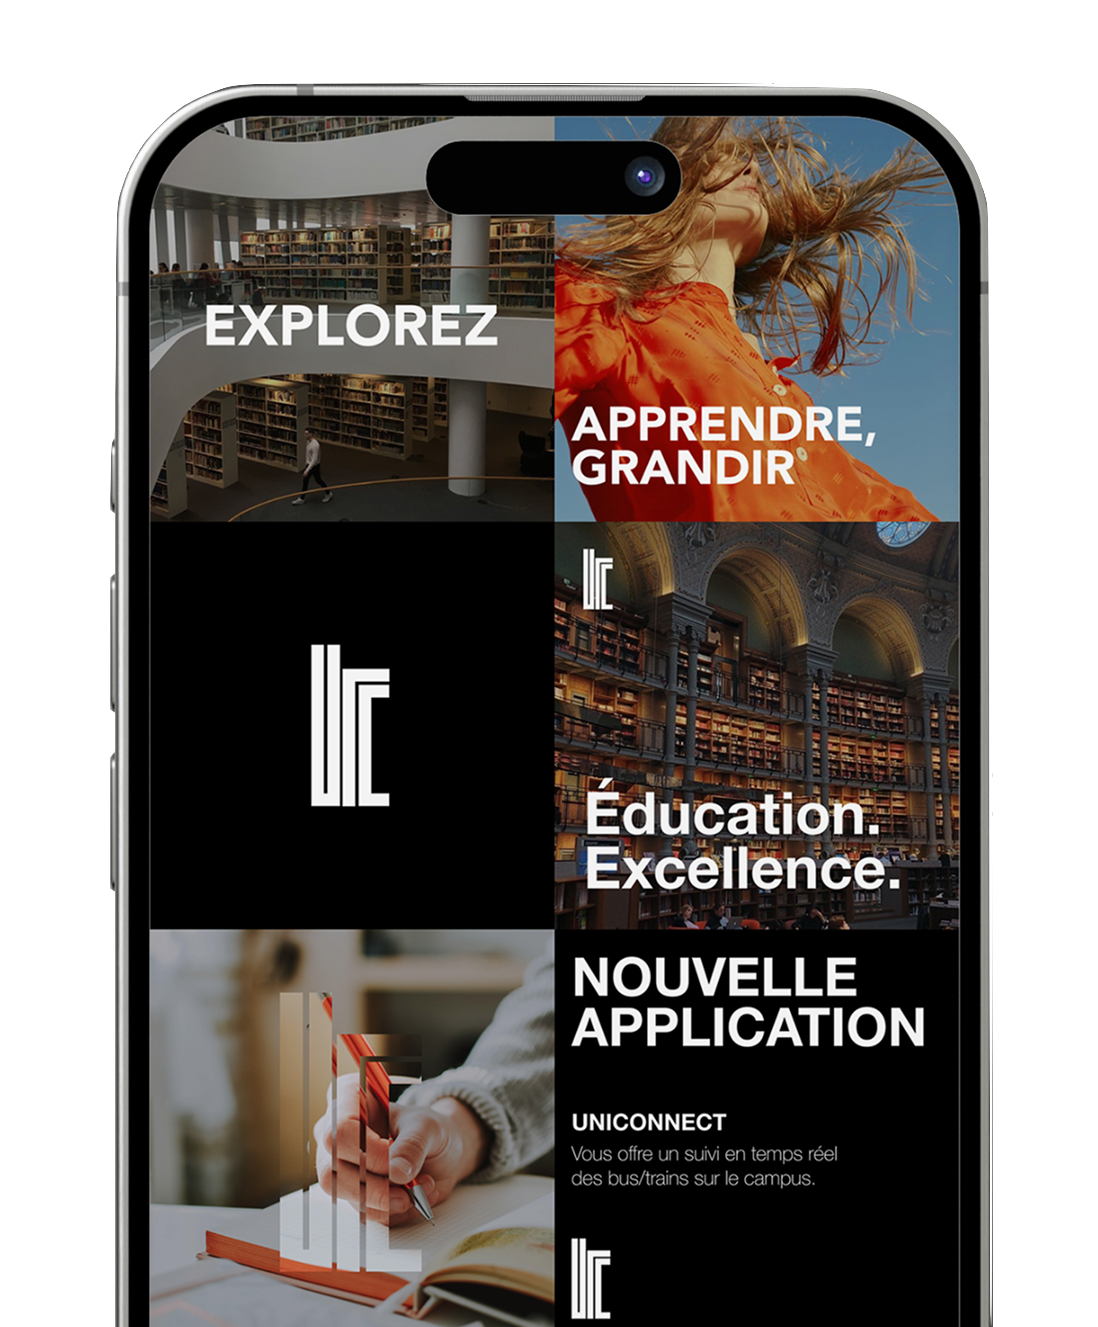 EXPLOREZ
APPRENDRE,
GRANDIR
Éducation.
Excellence.
NOUVELLE
APPLICATION
UNICONNECT
Vous offre un suivi en temps réel
des bus/trains sur le campus.